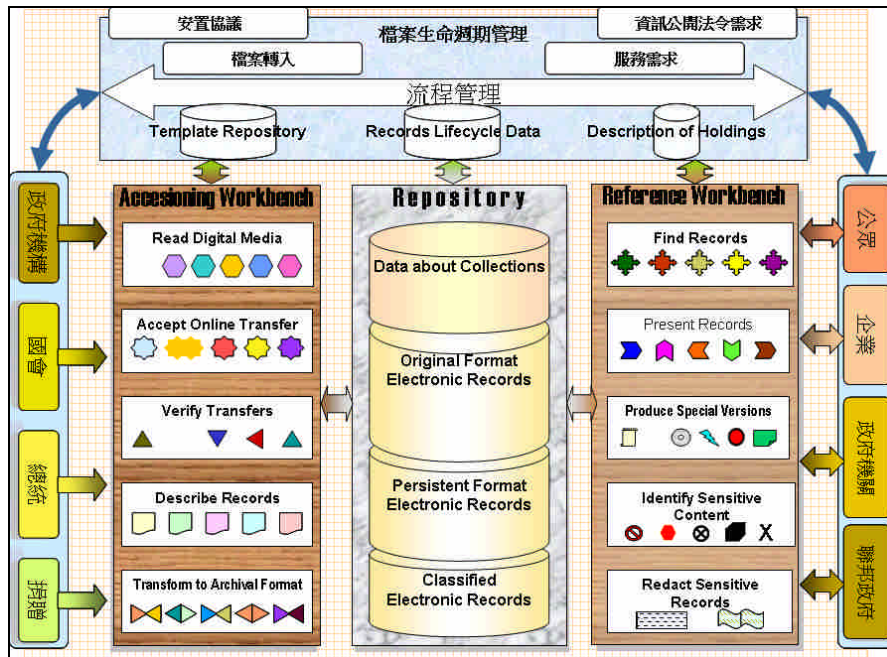 安置協議
檔案生命週期管理
資訊公開法令需求
檔案轉入
服務需求
流程管理
Template Repository
Records Lifecycle Data
Description of Holdings
政府機構
國會
總統
捐贈
Accesioning Workbench
Read Digital Media
Accept Online Transfer
Verify Transfers
Describe Records
Transform to Archival Format
Repository
Data about Collections
Original Format
Electronic Records
Persistent Format
Electronic Records
Classified
Electronic Records
Reference Workbench
Find Records
Present Records
Produce Special Versions
Identify Sensitive
Content
X
Redact Sensitive
Records
公眾
企業
政府機關
聯邦政府